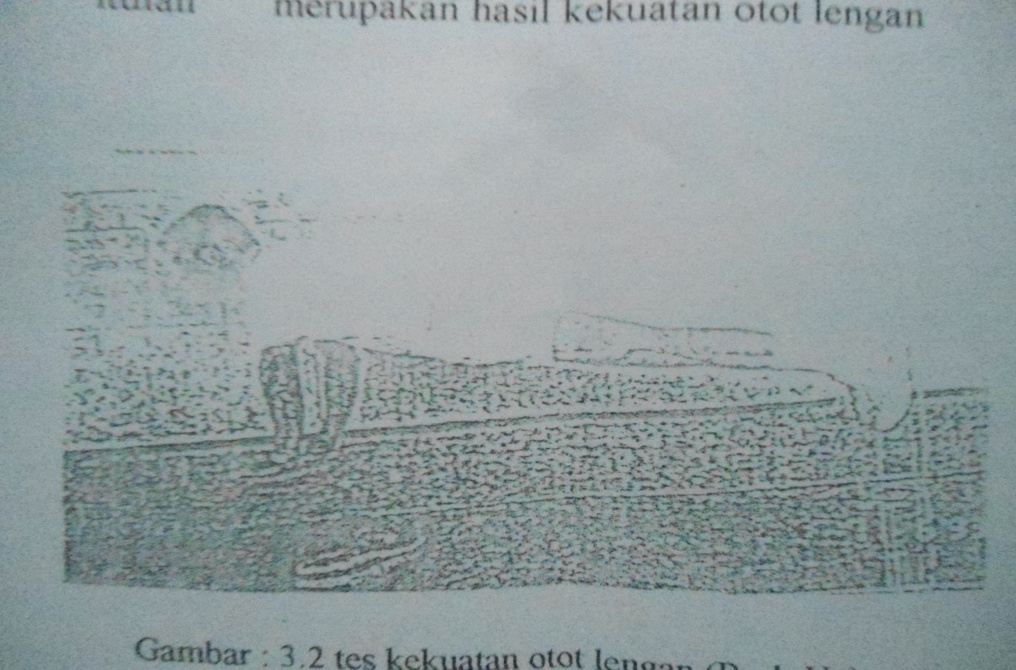 merupakan hasil kekuatan otot lengan
Gambar : 3.2 tes kekuatan otot lengan